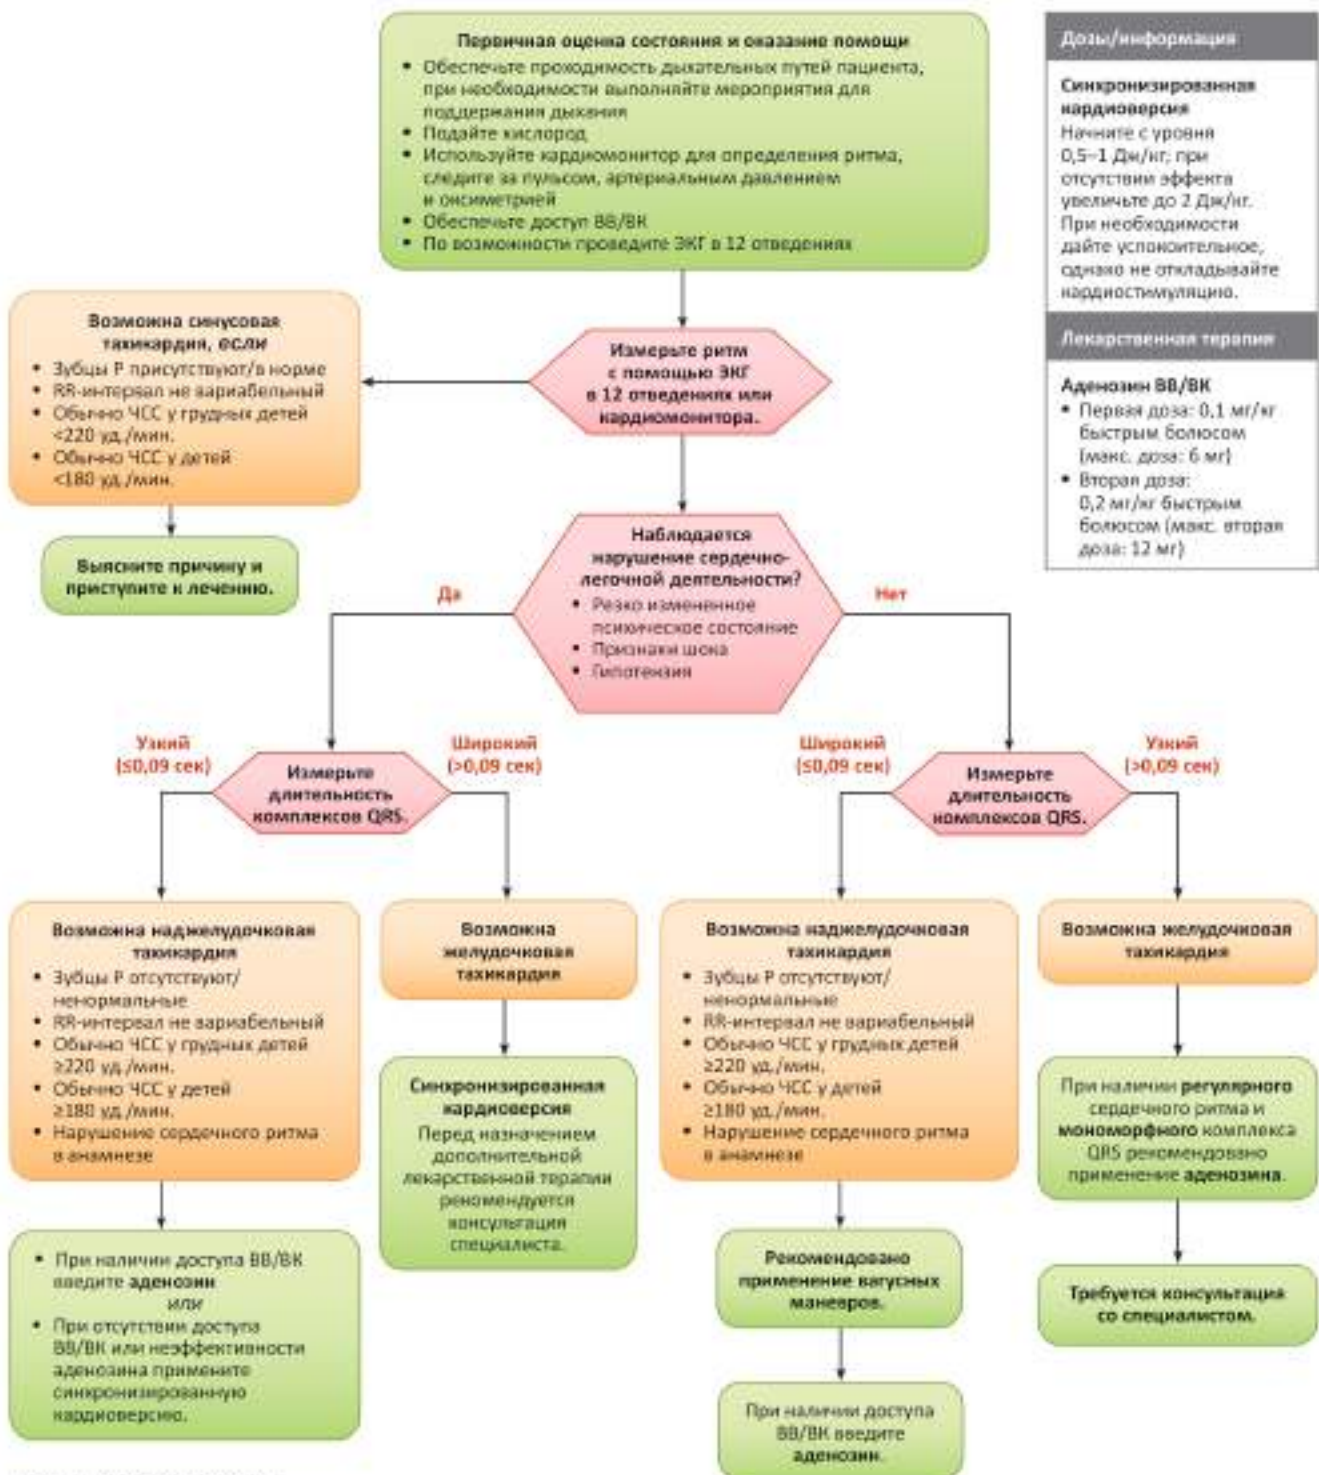 Первичная оценка состояния и оказание помощи
• Обеспечьте проходимость дыхательных путей пациента,
при необходимости выполняйте мероприятия для
поддержания дыхания
• Подайте кислород
• Используйте кардиомонитор для определения ритма,
следите за пульсом, артериальным давлением
и оксиметрией
• Обеспечьте доступ ВВ/ВК
• По возможности проведите ЭКГ в 12 отведениях
Дозы/информация
Синхронизированная
кардиоверсия
Начните с уровня
0,5–1 Дж/кг; при
отсутствии эффекта
увеличьте до 2 Дж/кг.
При необходимости
дайте успокоительное,
однако не откладывайте
кардиостимуляцию.
Лекарственная терапия
Аденозин ВВ/ВК
• Первая доза: 0,1 мг/кг
быстрым болюсом
(макс. доза: 6 мг)
• Вторая доза:
0,2 мг/кг быстрым
болюсом (макс. вторая
доза: 12 мг)
Возможна синусовая
тахикардия, если
• Зубцы P присутствуют/в норме
• RR-интервал не вариабельный
• Обычно ЧСС у грудных детей
<220 уд./мин.
• Обычно ЧСС у детей
<180 уд./мин.
Измерьте ритм
с помощью ЭКГ
в 12 отведениях или
кардиомонитора.
Выясните причину и
приступите к лечению.
Наблюдается
нарушение сердечно-
легочной деятельности?
• Резко измененное
психическое состояние
• Признаки шока
• Гипотензия
Да
Нет
Узкий
(≤0,09 сек)
Измерьте
длительность
комплексов QRS.
Широкий
(>0,09 сек)
Широкий
(≤0,09 сек)
Измерьте
длительность
комплексов QRS.
Узкий
(>0,09 сек)
Возможна наджелудочковая
тахикардия
• Зубцы P отсутствуют/
ненормальные
• RR-интервал не вариабельный
• Обычно ЧСС у грудных детей
≥220 уд./мин.
• Обычно ЧСС у детей
≥180 уд./мин.
• Нарушение сердечного ритма
в анамнезе
Возможна
желудочковая
тахикардия
Возможна наджелудочковая
тахикардия
• Зубцы P отсутствуют/
ненормальные
• RR-интервал не вариабельный
• Обычно ЧСС у грудных детей
≥220 уд./мин.
• Обычно ЧСС у детей
≥180 уд./мин.
• Нарушение сердечного ритма
в анамнезе
Возможна желудочковая
тахикардия
Синхронизированная
кардиоверсия
Перед назначением
дополнительной
лекарственной терапии
рекомендуется
консультация
специалиста.
При наличии регулярного
сердечного ритма и
мономорфного комплекса
QRS рекомендовано
применение аденозина.
• При наличии доступа ВВ/ВК
введите аденозин
или
• При отсутствии доступа
ВВ/ВК или неэффективности
аденозина примените
синхронизированную
кардиоверсию.
Рекомендовано
применение вагусных
маневров.
Требуется консультация
со специалистом.
При наличии доступа
ВВ/ВК введите
аденозин.